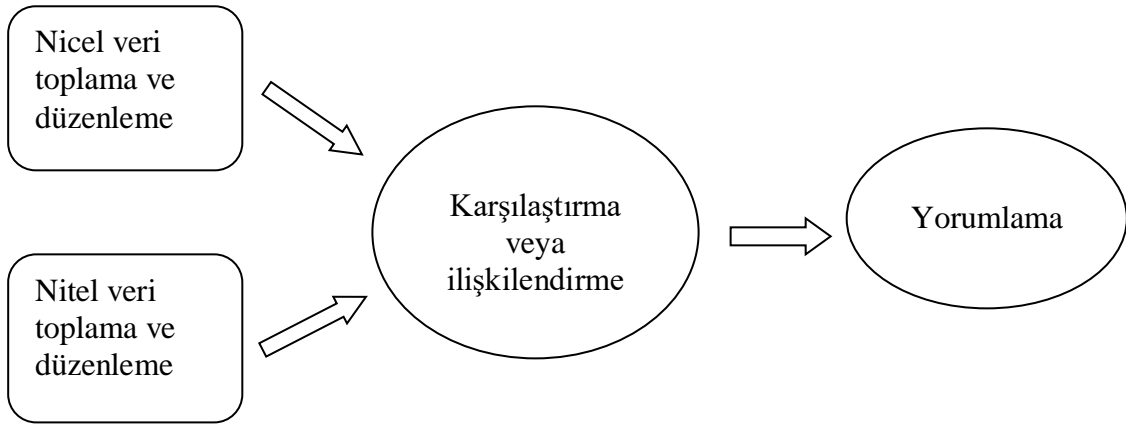 Nicel veri
toplama ve
düzenleme
Nitel veri
toplama ve
düzenleme
Karşılaştırma
veya
ilişkilendirme
Yorumlama